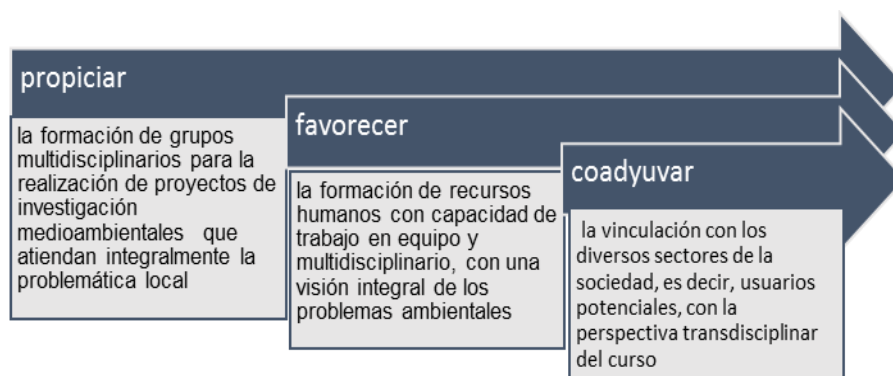 propiciar
la formación de grupos
multidisciplinarios para la
realización de proyectos de
investigación
medioambientales que
atiendan integralmente la
problemática local
favorecer
la formación de recursos
humanos con capacidad de
trabajo en equipo y
multidisciplinario, con una
visión integral de los
problemas ambientales
coadyuvar
la vinculación con los
diversos sectores de la
sociedad, es decir, usuarios
potenciales, con la
perspectiva transdisciplinar
del curso